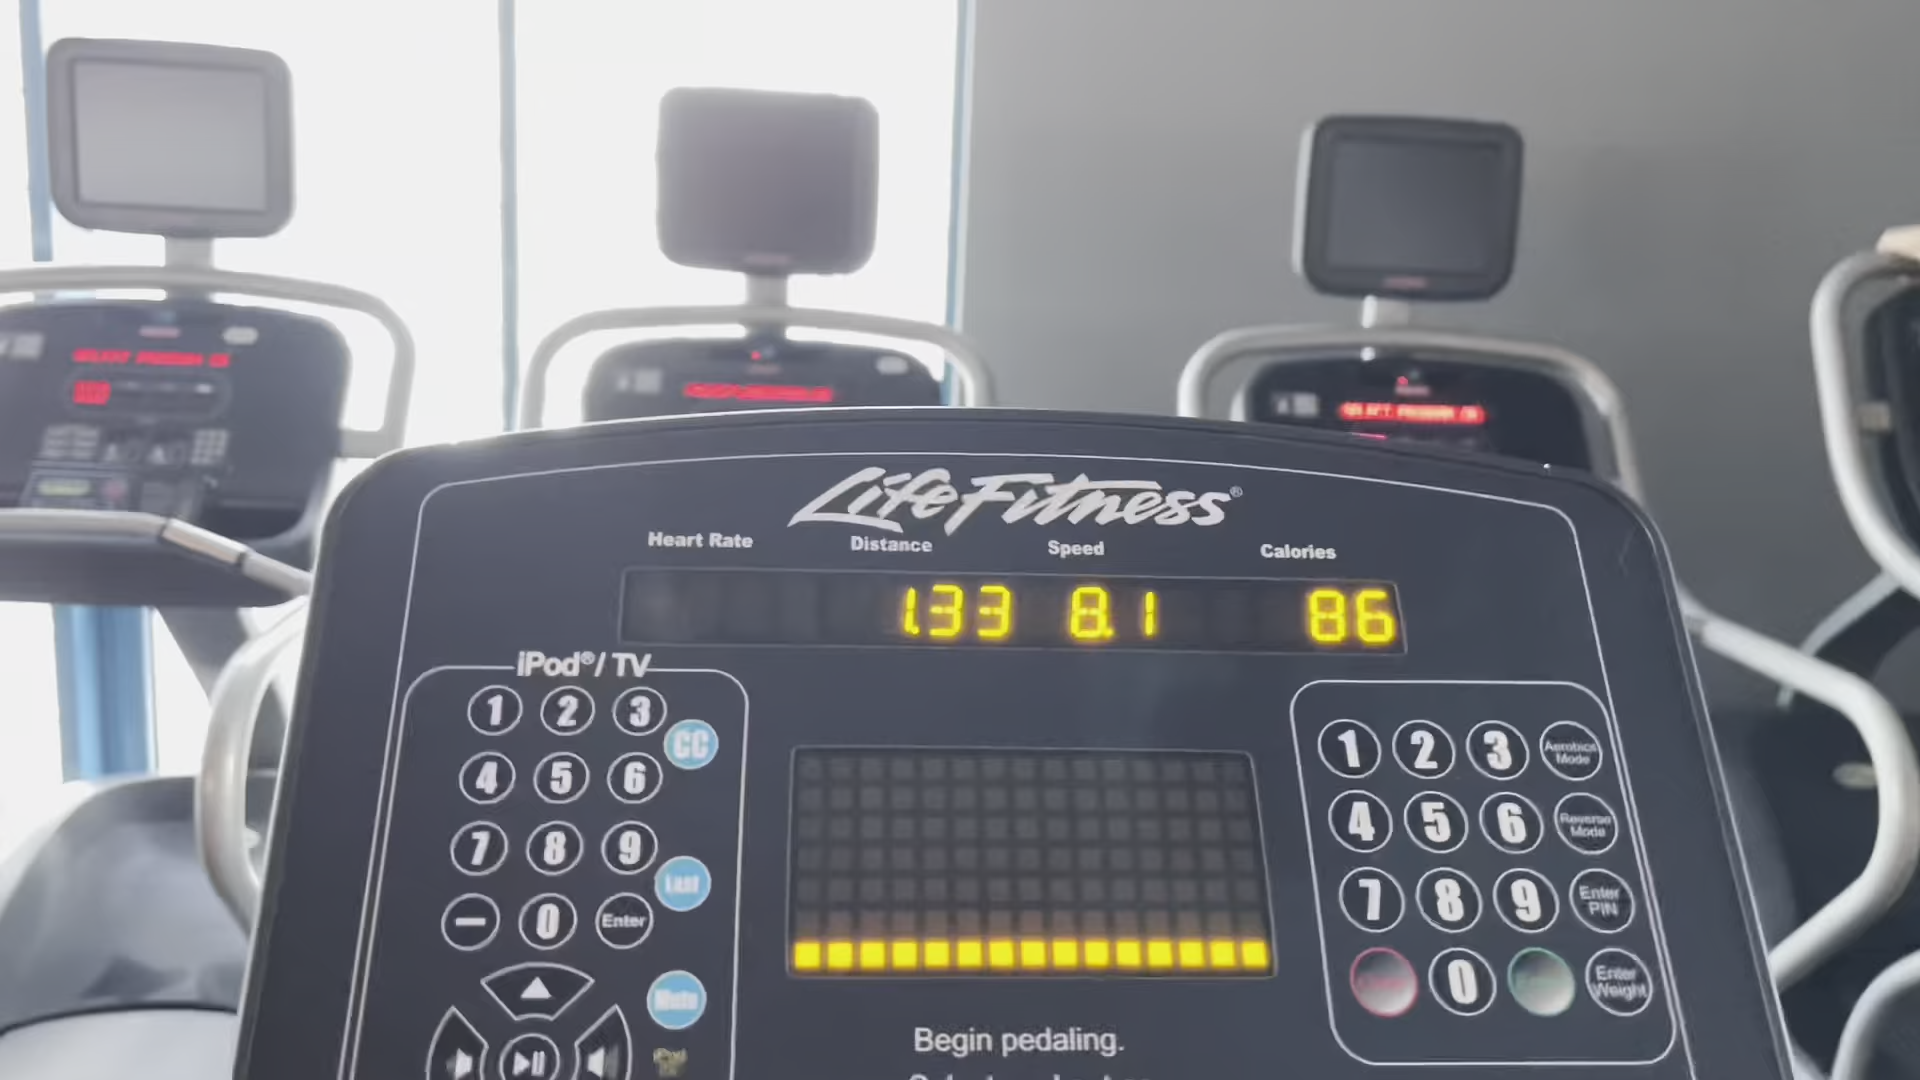 LifeFitness®
Heart Rate Distance Speed Calories
1.33 8.1 86
iPod®/ TV
1 2 3
CC
4 5 6
7 8 9
Last
0 Enter
Mute
1 2 3 Aerobics Mode
4 5 6 Reverse Mode
7 8 9 Enter PIN
0 Enter Weight
Begin pedaling.